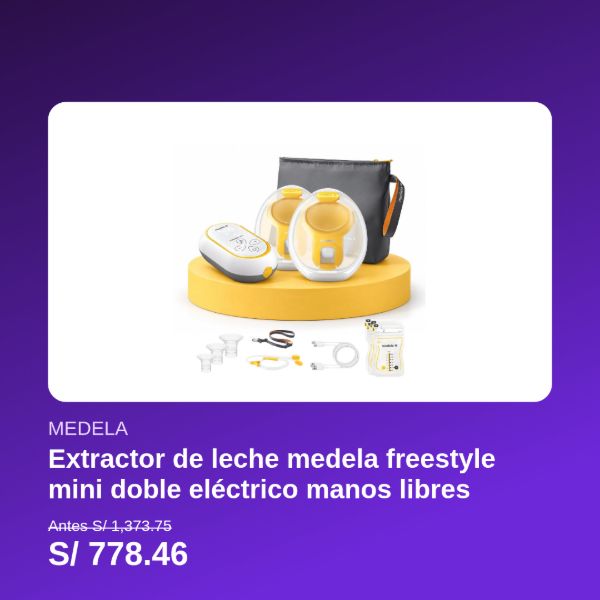 MEDELA
Extractor de leche medela freestyle
mini doble eléctrico manos libres
Antes S/ 1,373.75
S/ 778.46